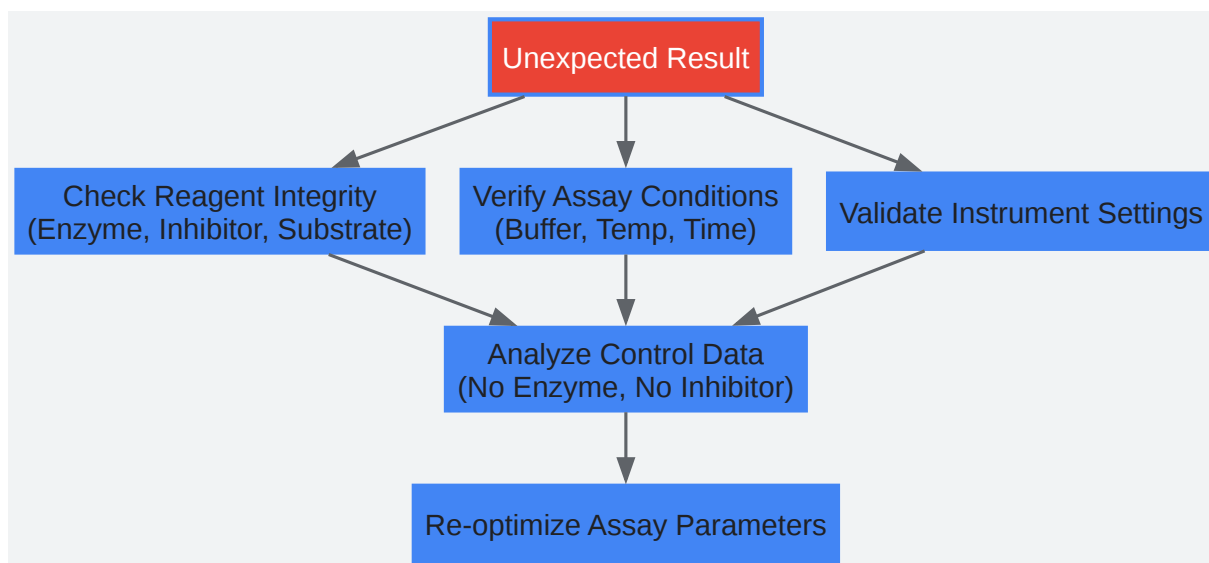 Unexpected Result
Check Reagent Integrity
(Enzyme, Inhibitor, Substrate)
Verify Assay Conditions
(Buffer, Temp, Time)
Validate Instrument Settings
Analyze Control Data
(No Enzyme, No Inhibitor)
Re-optimize Assay Parameters